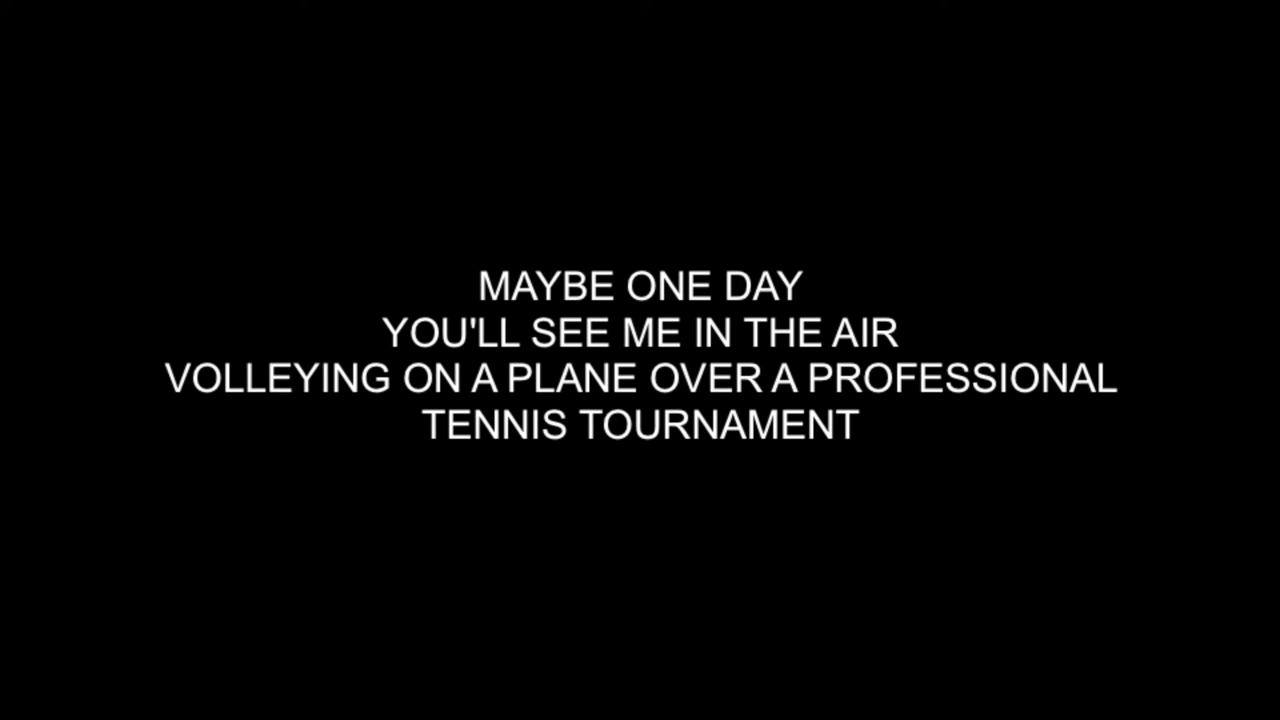 MAYBE ONE DAY
YOU'LL SEE ME IN THE AIR
VOLLEYING ON A PLANE OVER A PROFESSIONAL
TENNIS TOURNAMENT